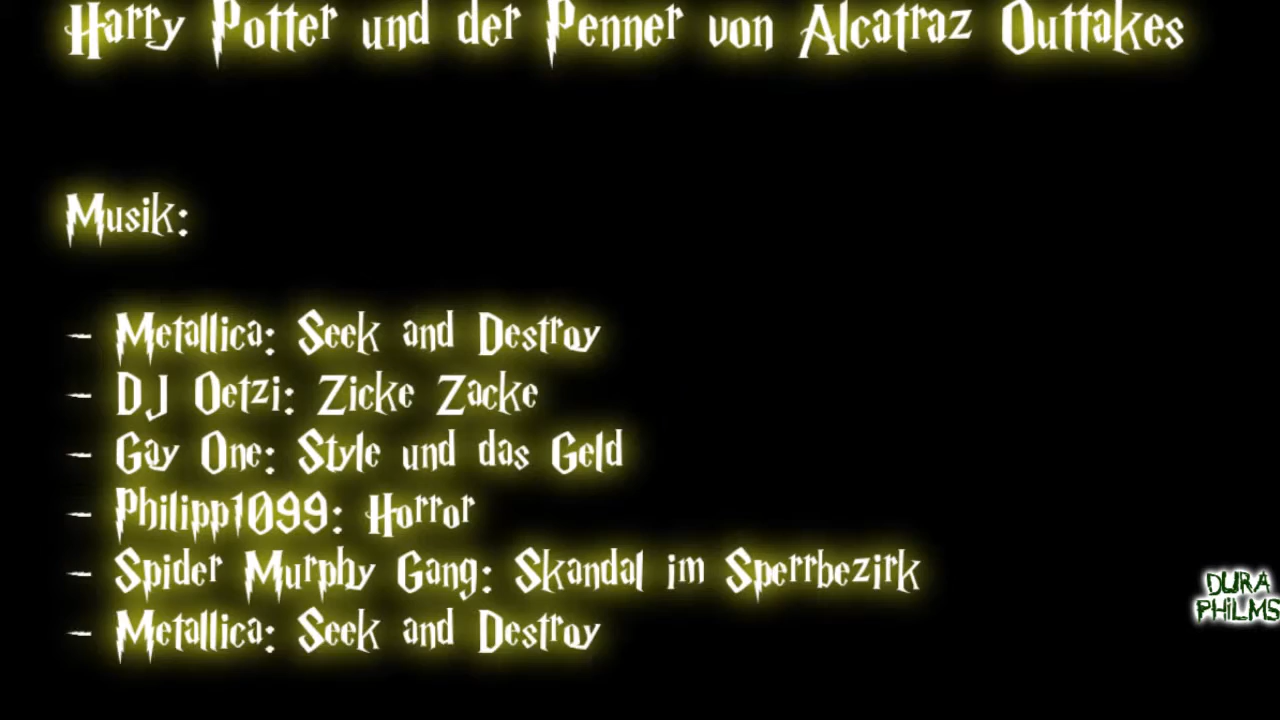 Harry Potter und der Penner von Alcatraz Outtakes
Musik:
- Metallica: Seek and Destroy
- DJ Oetzi: Zicke Zacke
- Gay One: Style und das Geld
- Philipp1099: Horror
- Spider Murphy Gang: Skandal im Sperrbezirk
- Metallica: Seek and Destroy
DURA
PHILMS